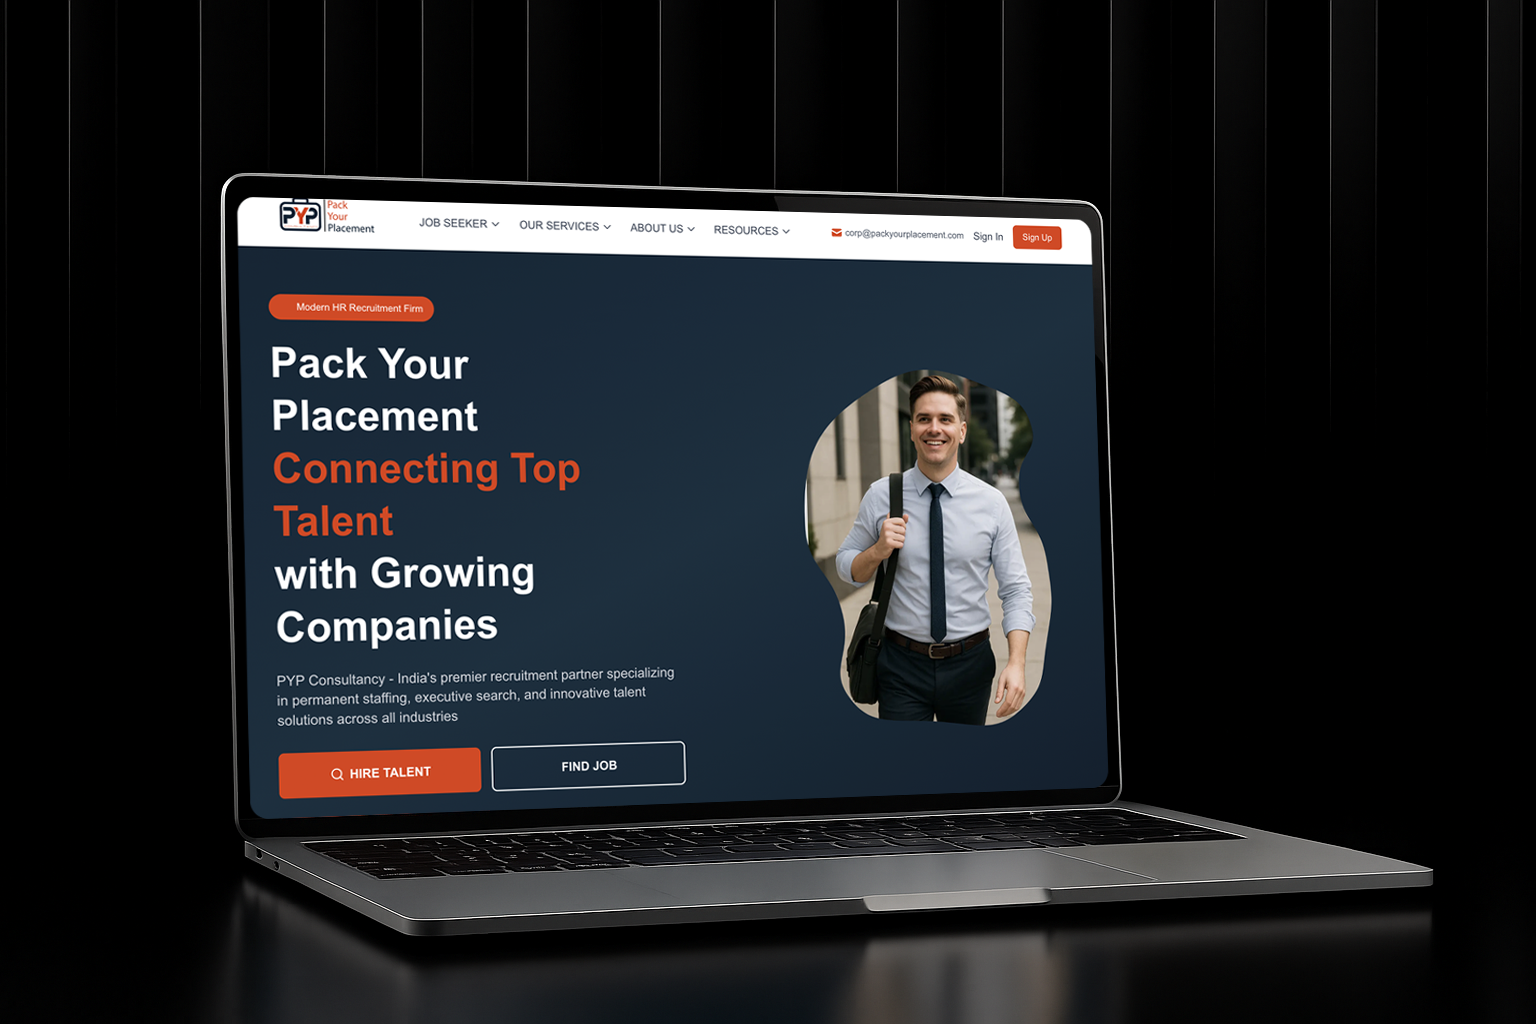 PYP
Pack
Your
Placement
JOB SEEKER
OUR SERVICES
ABOUT US
RESOURCES
corp@packyourplacement.com
Sign In
Sign Up
Modern HR Recruitment Firm
Pack Your
Placement
Connecting Top
Talent
with Growing
Companies
PYP Consultancy - India's premier recruitment partner specializing
in permanent staffing, executive search, and innovative talent
solutions across all industries
HIRE TALENT
FIND JOB